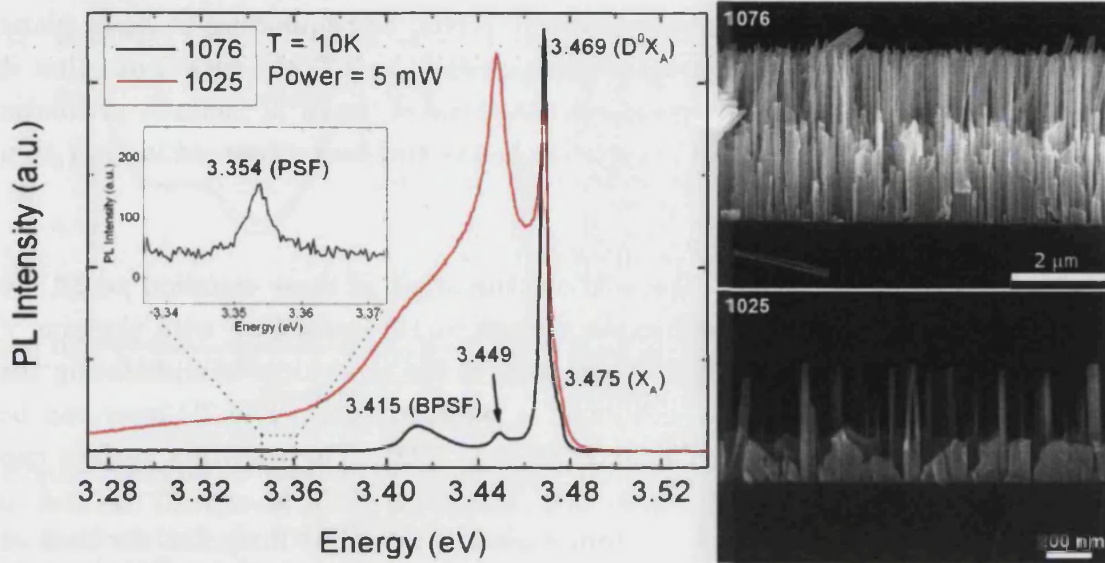 1076
1025
T = 10K
Power = 5 mW
3.469 (D⁰X_A)
3.354 (PSF)
200
100
0
PL Intensity (a.u.)
3.34 3.35 3.36 3.37
Energy (eV)
3.449
3.475 (X_A)
3.415 (BPSF)
PL Intensity (a.u.)
3.28 3.32 3.36 3.40 3.44 3.48 3.52
Energy (eV)
1076
2 µm
1025
200 nm